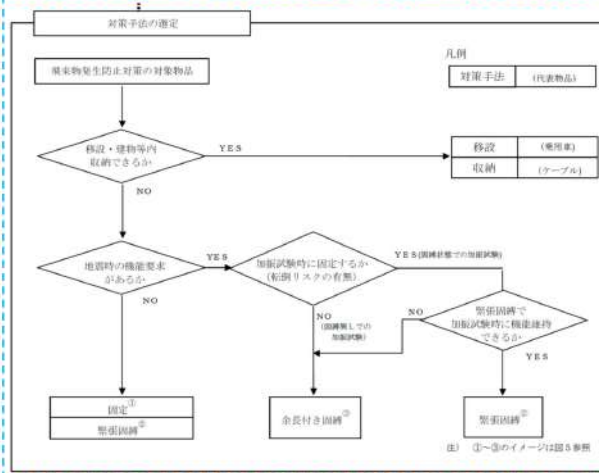 対策手法の選定
飛来物発生防止対策の対象物品
凡例
対策手法 (代表物品)
移設・建物等内
収納できるか
YES
移設 (乗用車)
収納 (ケーブル)
NO
地震時の機能要求
があるか
YES
加振試験時に固定するか
(転倒リスクの有無)
YES(固縛状態での加振試験)
NO
NO
(固縛無しでの
加振試験)
NO
緊張固縛で
加振試験時に機能維持
できるか
YES
固定①
緊張固縛②
余長付き固縛③
緊張固縛②
注) ①~③のイメージは図5参照